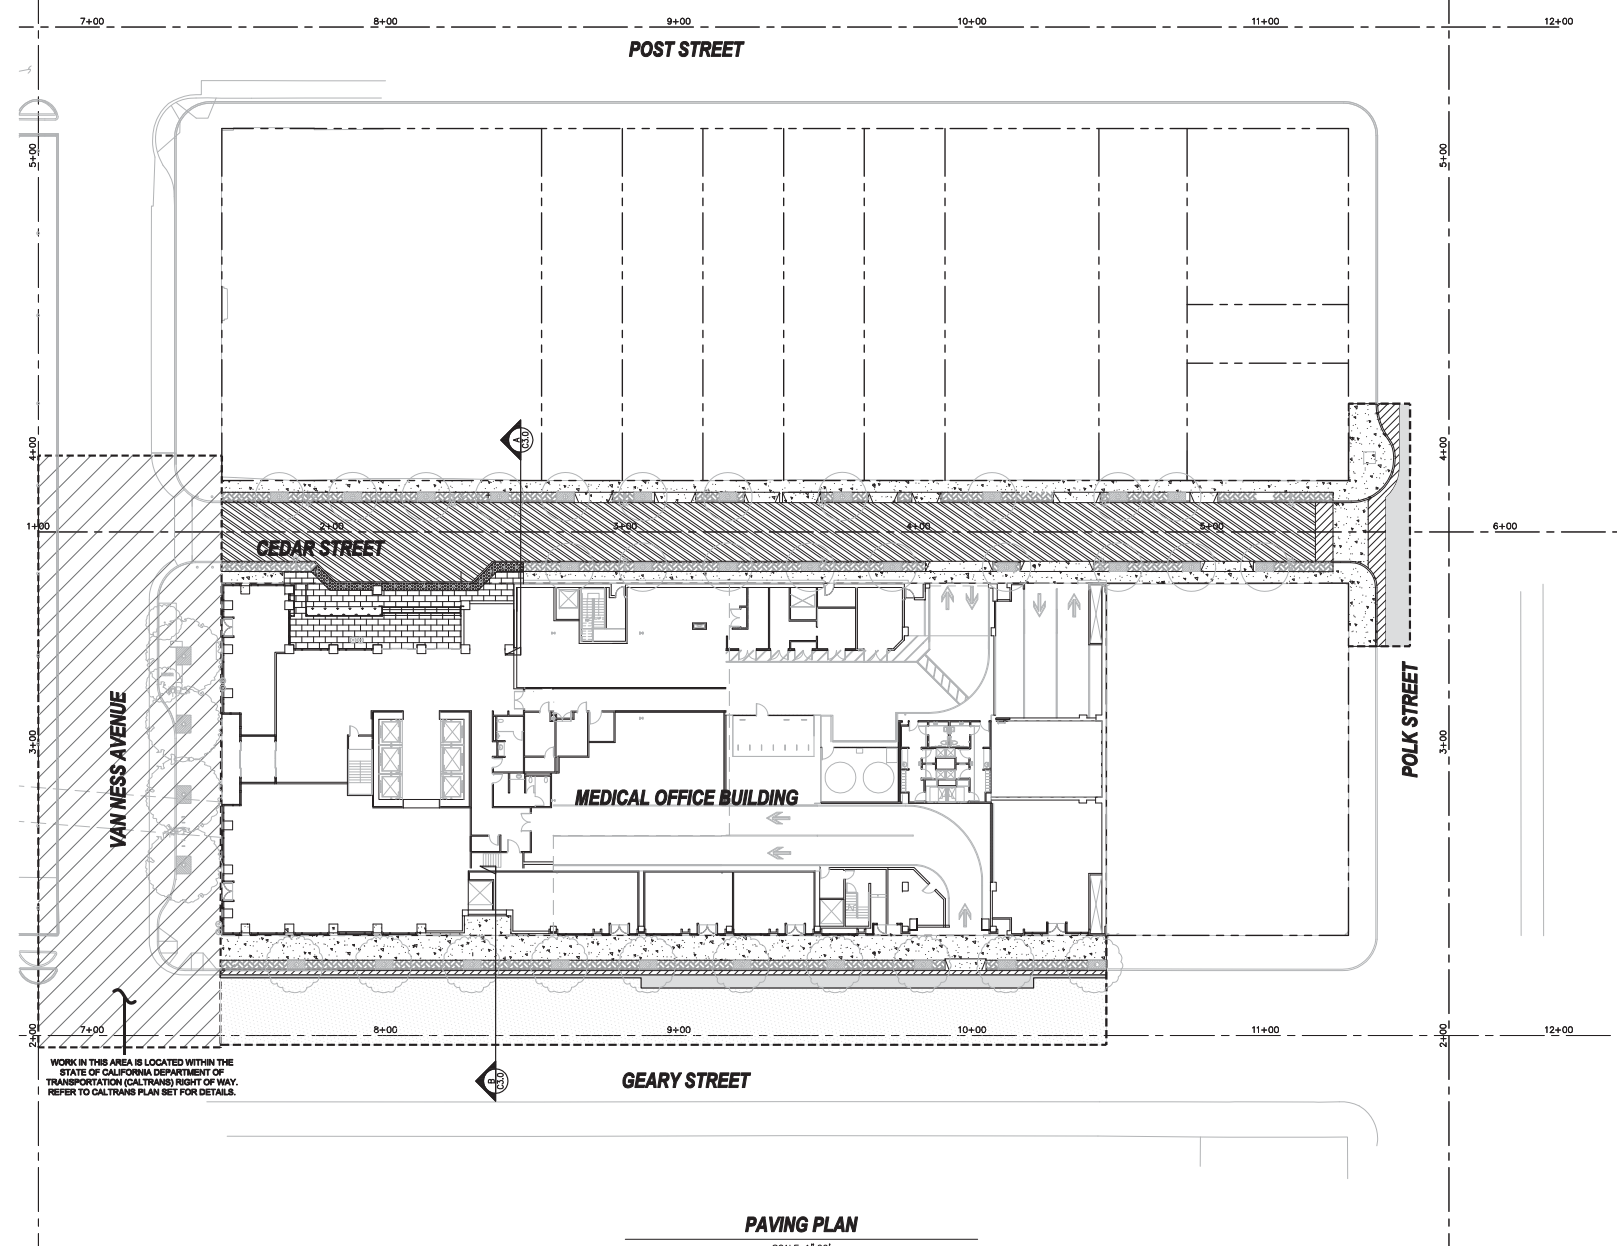 7+00 8+00 9+00 10+00 11+00 12+00
POST STREET
5+00 5+00
4+00 4+00
A
C3.0
1+00 2+00 3+00 4+00 5+00 6+00
CEDAR STREET
VAN NESS AVENUE
3+00
POLK STREET
3+00
MEDICAL OFFICE BUILDING
2+00 7+00 8+00 9+00 10+00 11+00 2+00 12+00
WORK IN THIS AREA IS LOCATED WITHIN THE
STATE OF CALIFORNIA DEPARTMENT OF
TRANSPORTATION (CALTRANS) RIGHT OF WAY.
REFER TO CALTRANS PLAN SET FOR DETAILS.
B
C3.0
GEARY STREET
PAVING PLAN